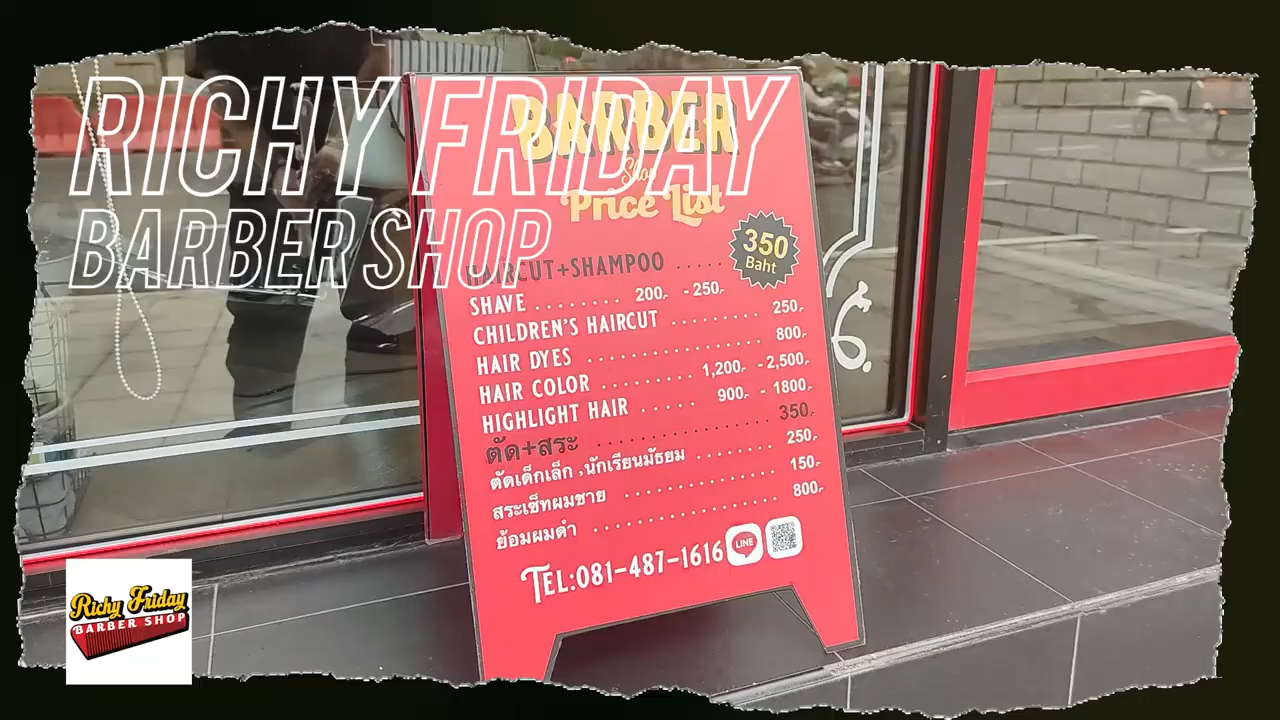 RICHY FRIDAY
BARBER SHOP
BARBER
Shop
Price List
HAIRCUT+SHAMPOO ..... 350 Baht
SHAVE ......... 200.- - 250.-
CHILDREN'S HAIRCUT ......... 250.-
HAIR DYES .................. 800.-
HAIR COLOR ......... 1,200.- - 2,500.-
HIGHLIGHT HAIR ..... 900.- - 1800.-
ตัด+สระ .................. 350.-
ตัดเด็กเล็ก ,นักเรียนมัธยม ......... 250.-
สระเซ็ทผมชาย ............... 150.-
ย้อมผมดำ .................. 800.-
TEL:081-487-1616 LINE
Richy Friday
BARBER SHOP